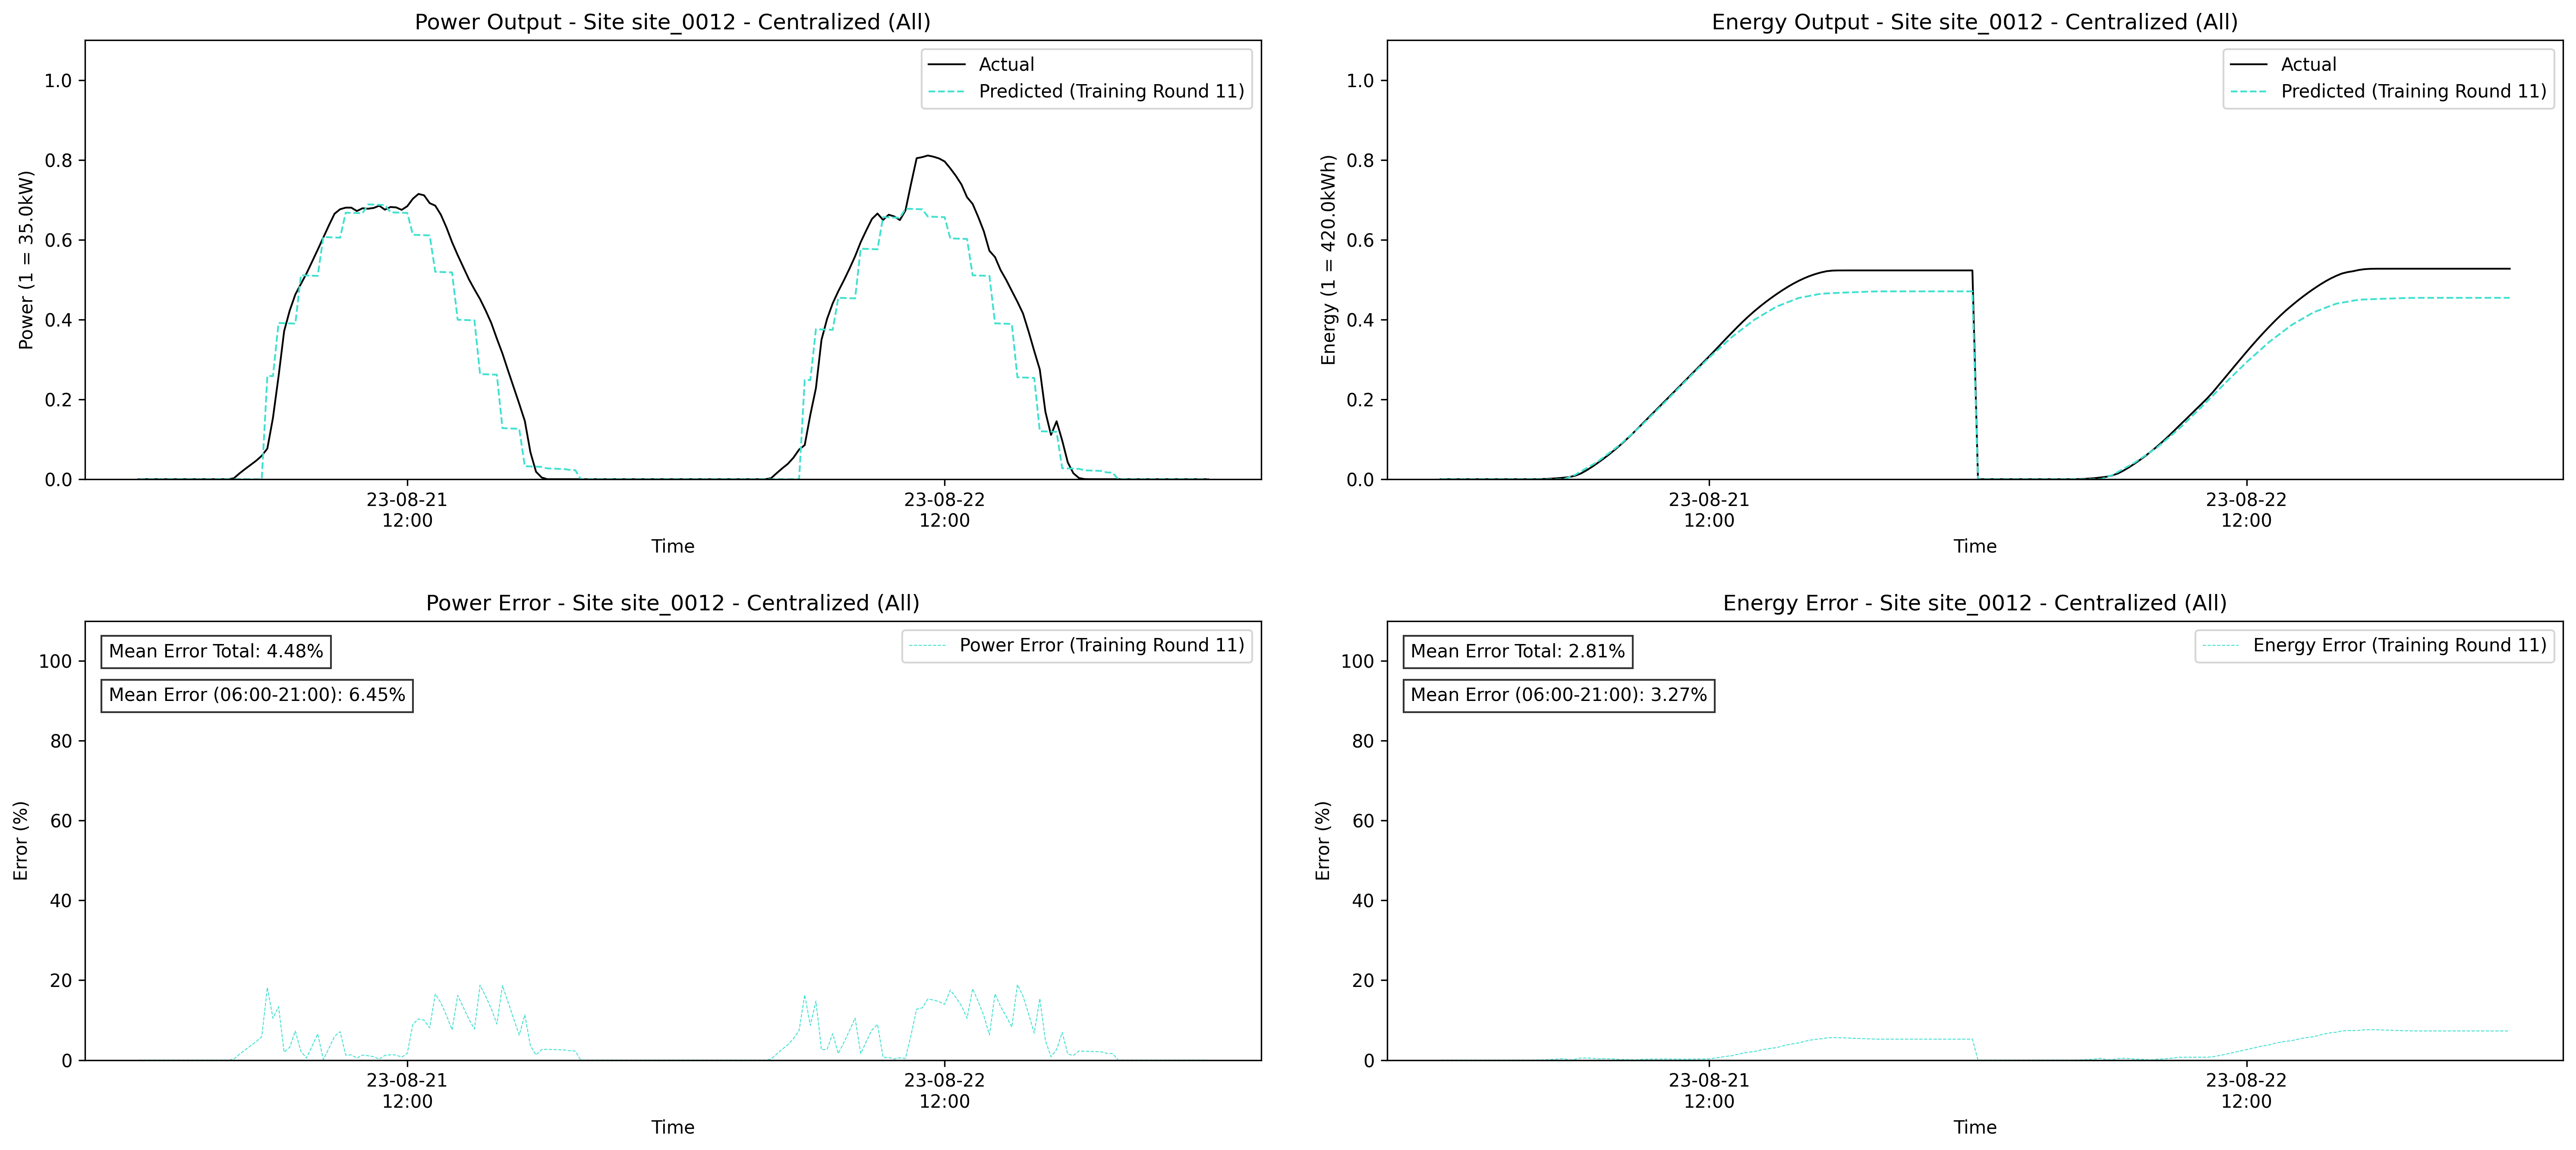 Power Output - Site site_0012 - Centralized (All)
Power (1 = 35.0kW)
1.0
0.8
0.6
0.4
0.2
0.0
Actual
Predicted (Training Round 11)
23-08-21
12:00
23-08-22
12:00
Time
Energy Output - Site site_0012 - Centralized (All)
Energy (1 = 420.0kWh)
1.0
0.8
0.6
0.4
0.2
0.0
Actual
Predicted (Training Round 11)
23-08-21
12:00
23-08-22
12:00
Time
Power Error - Site site_0012 - Centralized (All)
Error (%)
100
80
60
40
20
0
Mean Error Total: 4.48%
Mean Error (06:00-21:00): 6.45%
Power Error (Training Round 11)
23-08-21
12:00
23-08-22
12:00
Time
Energy Error - Site site_0012 - Centralized (All)
Error (%)
100
80
60
40
20
0
Mean Error Total: 2.81%
Mean Error (06:00-21:00): 3.27%
Energy Error (Training Round 11)
23-08-21
12:00
23-08-22
12:00
Time